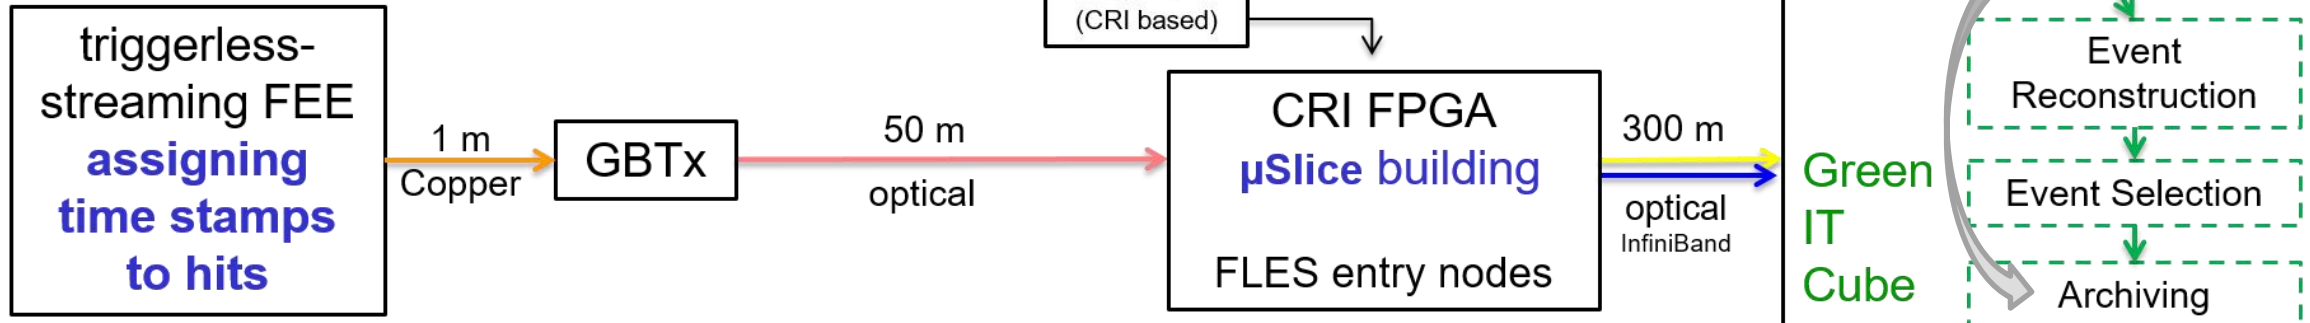 triggerless-
streaming FEE
assigning
time stamps
to hits
1 m
Copper
GBTx
50 m
optical
(CRI based)
CRI FPGA
µSlice building
FLES entry nodes
300 m
optical
InfiniBand
Green
IT
Cube
Event
Reconstruction
Event Selection
Archiving